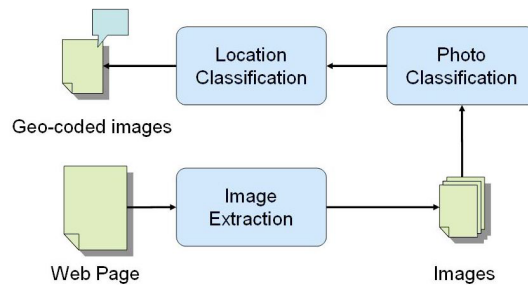 Location
Classification
Photo
Classification
Geo-coded images
Image
Extraction
Web Page
Images